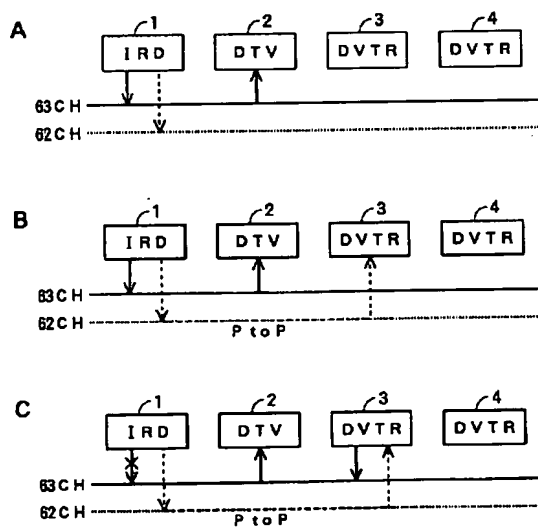 A
1 2 3 4
IRD DTV DVTR DVTR
63CH
62CH
B
1 2 3 4
IRD DTV DVTR DVTR
63CH
62CH
P to P
C
1 2 3 4
IRD DTV DVTR DVTR
63CH
62CH
P to P